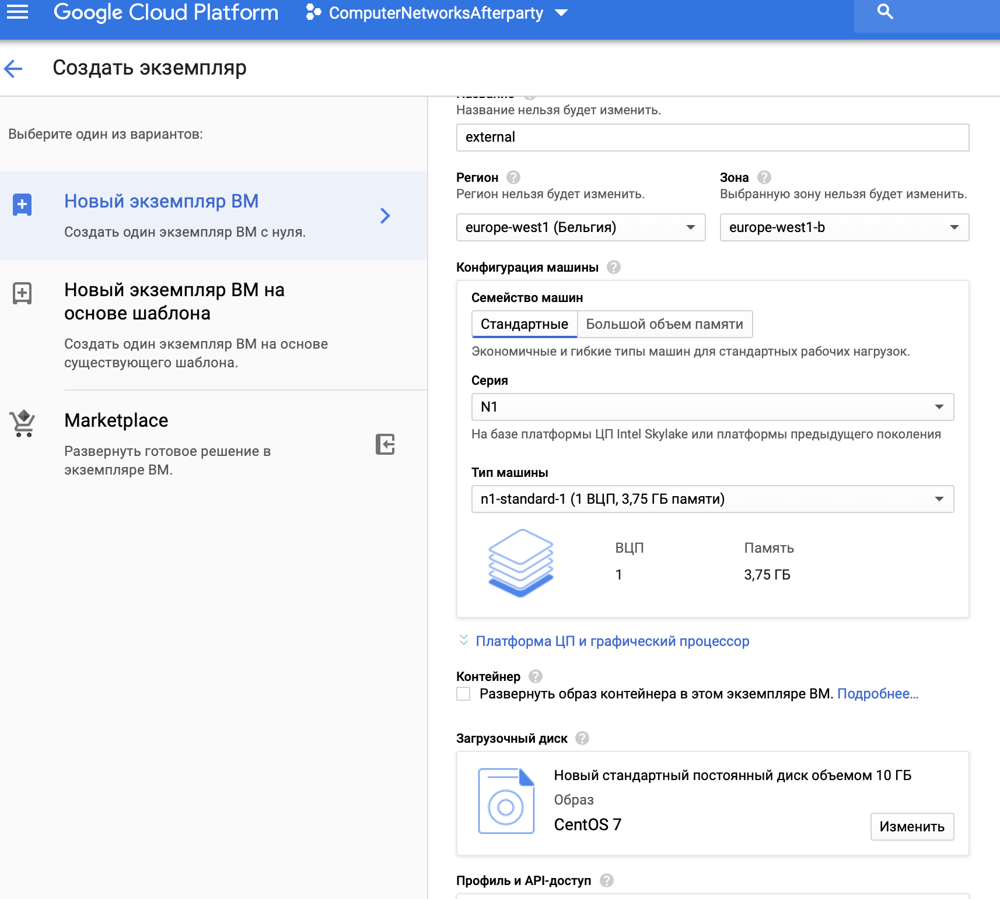 Google Cloud Platform
ComputerNetworksAfterparty
Создать экземпляр
Выберите один из вариантов:
Новый экземпляр ВМ
Создать один экземпляр ВМ с нуля.
Новый экземпляр ВМ на
основе шаблона
Создать один экземпляр ВМ на основе
существующего шаблона.
Marketplace
Развернуть готовое решение в
экземпляре ВМ.
Название
Название нельзя будет изменить.
external
Регион
Регион нельзя будет изменить.
europe-west1 (Бельгия)
Зона
Выбранную зону нельзя будет изменить.
europe-west1-b
Конфигурация машины
Семейство машин
Стандартные
Большой объем памяти
Экономичные и гибкие типы машин для стандартных рабочих нагрузок.
Серия
N1
На базе платформы ЦП Intel Skylake или платформы предыдущего поколения
Тип машины
n1-standard-1 (1 ВЦП, 3,75 ГБ памяти)
ВЦП
1
Память
3,75 ГБ
Платформа ЦП и графический процессор
Контейнер
Развернуть образ контейнера в этом экземпляре ВМ. Подробнее…
Загрузочный диск
Новый стандартный постоянный диск объемом 10 ГБ
Образ
CentOS 7
Изменить
Профиль и API-доступ